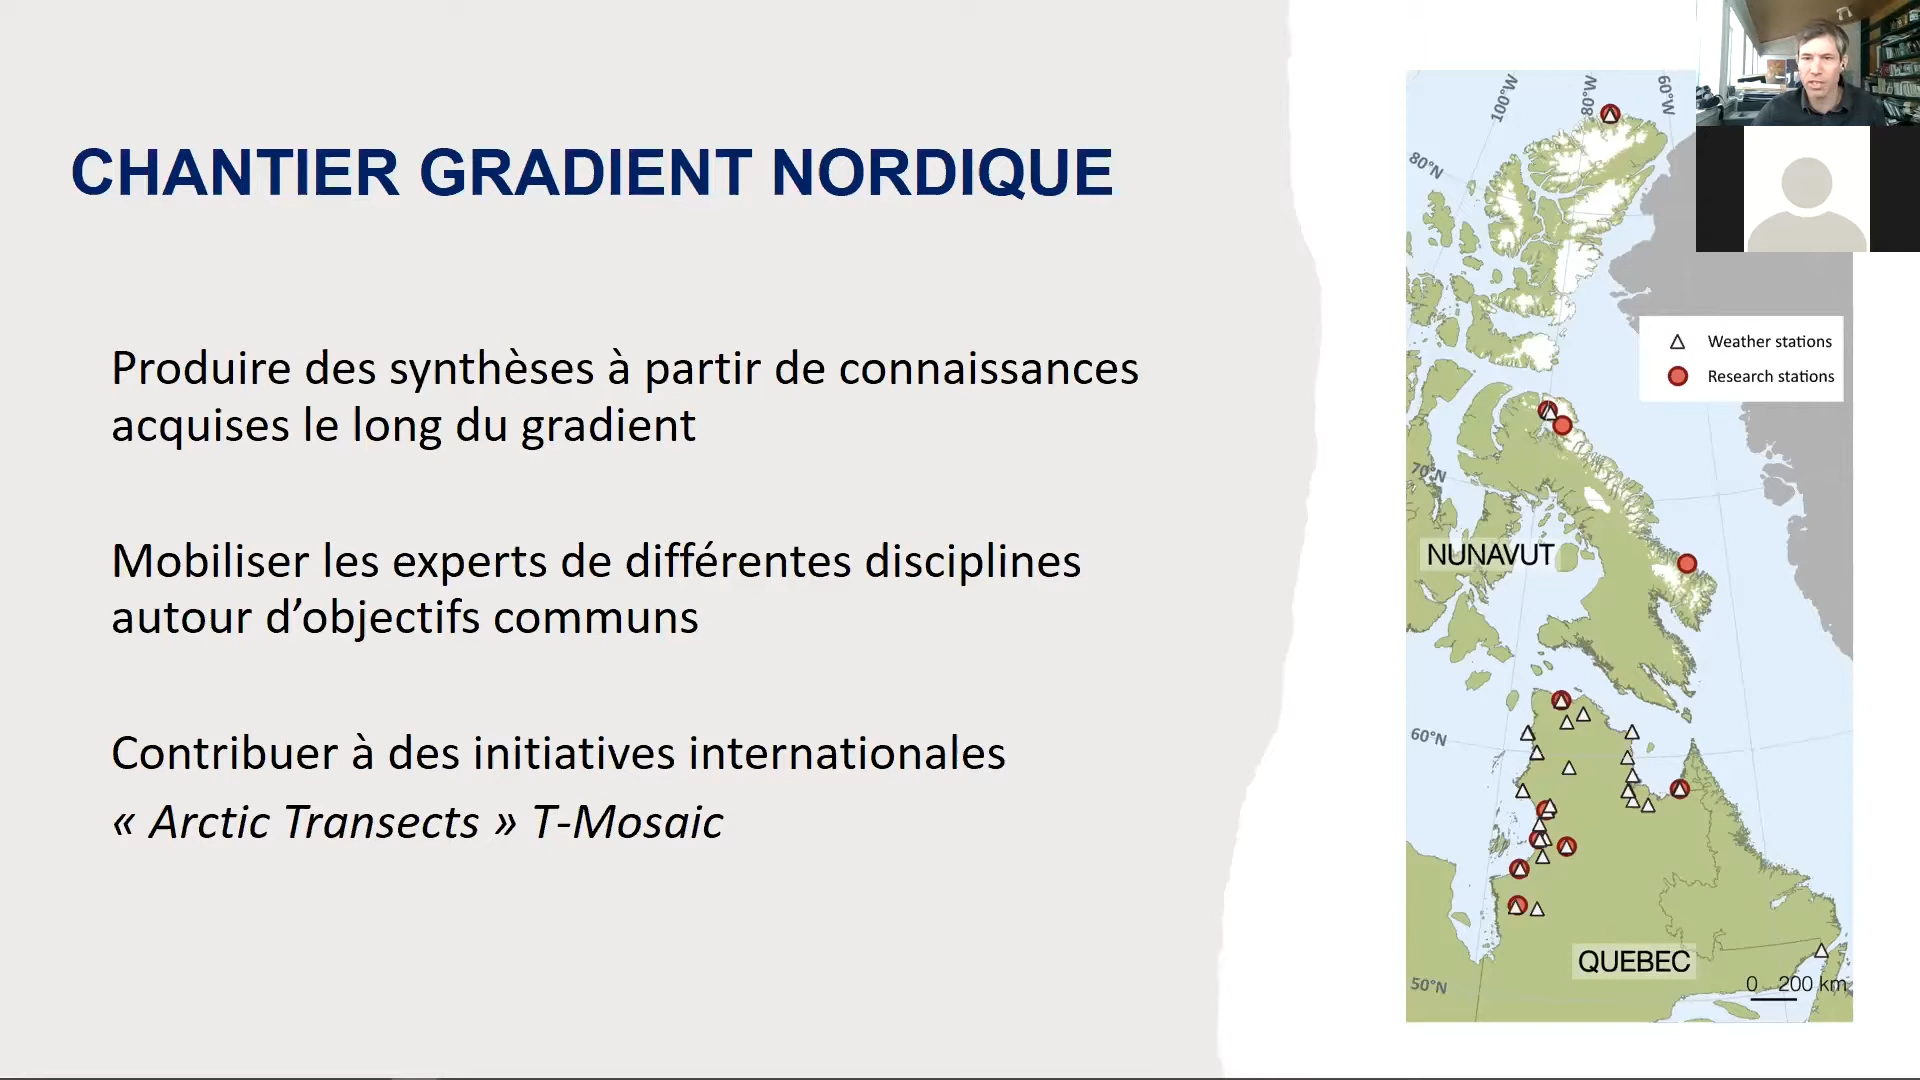 CHANTIER GRADIENT NORDIQUE
Produire des synthèses à partir de connaissances
acquises le long du gradient
Mobiliser les experts de différentes disciplines
autour d’objectifs communs
Contribuer à des initiatives internationales
« Arctic Transects » T-Mosaic
100°W
80°W
60°W
80°N
Weather stations
Research stations
70°N
NUNAVUT
60°N
QUEBEC
50°N
0 200 km